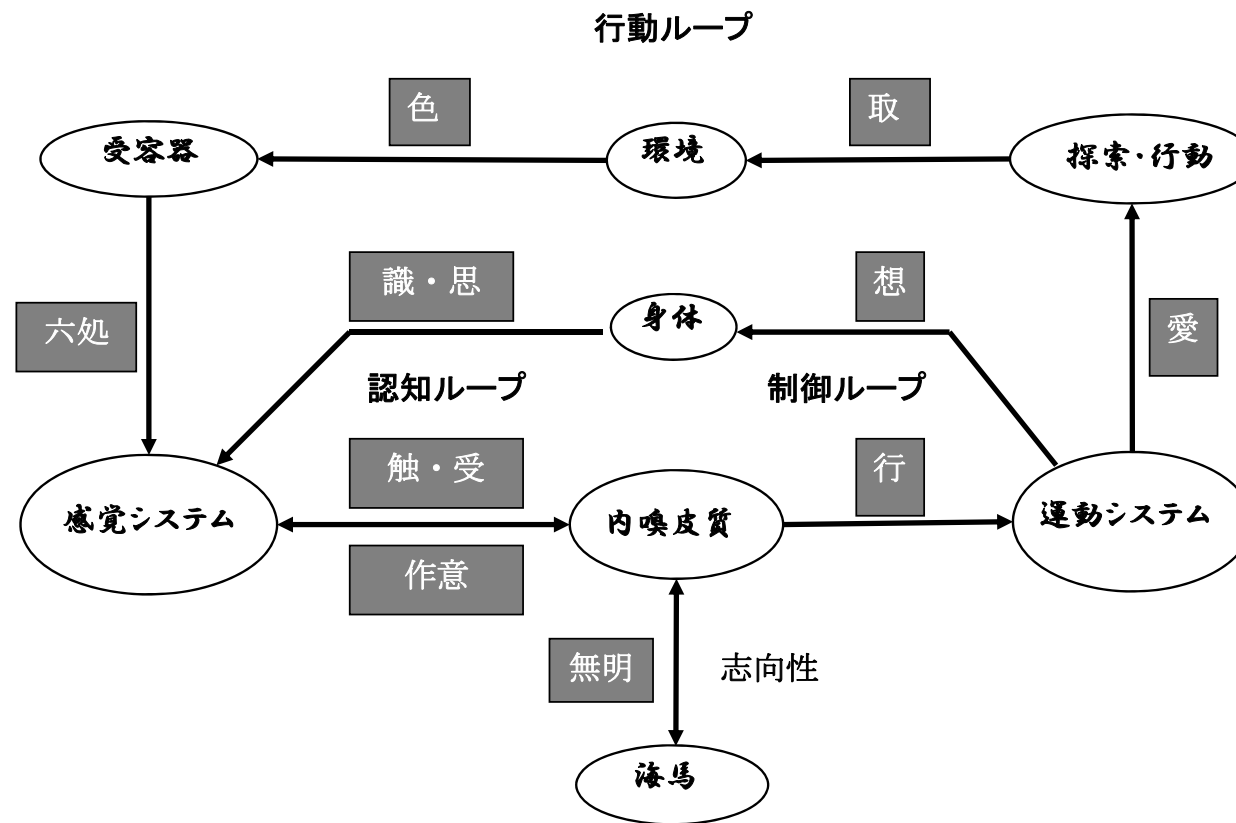 行動ループ
色
取
受容器
環境
探索・行動
識・思
想
六処
身体
愛
認知ループ
制御ループ
触・受
行
感覚システム
内嗅皮質
運動システム
作意
無明
志向性
海馬